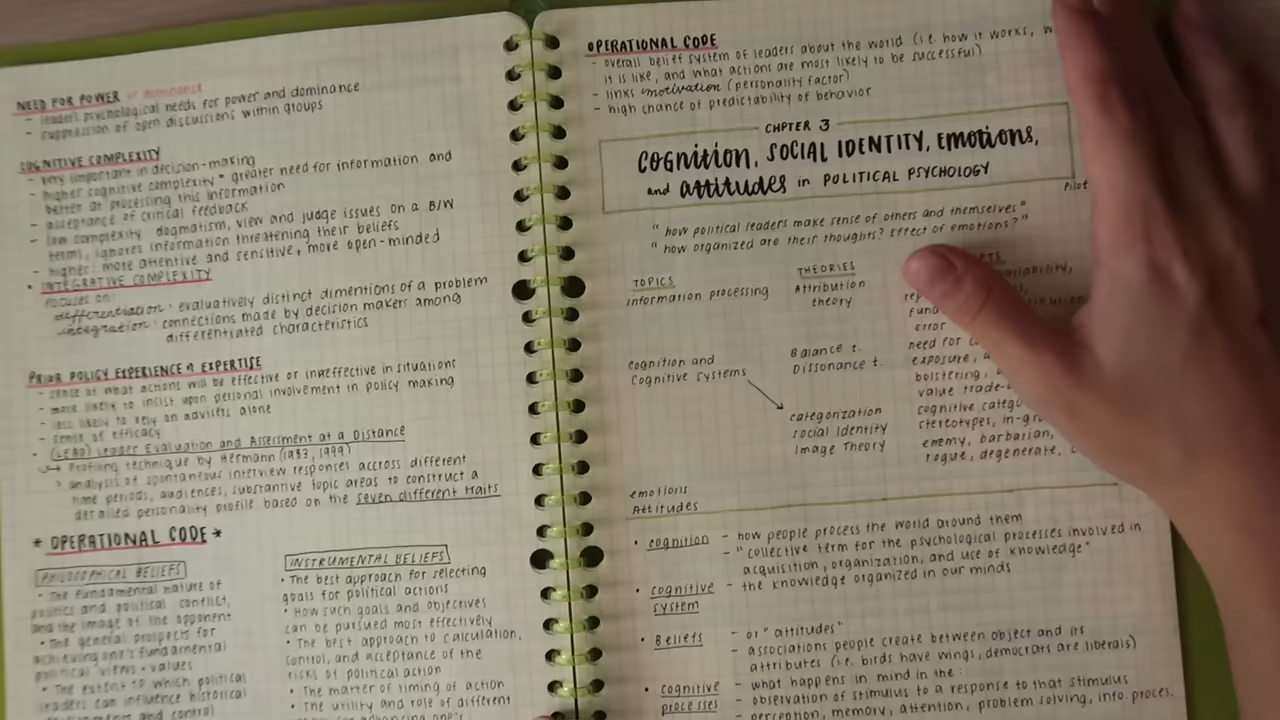 NEED FOR POWER or dominance
- leader's psychological needs for power and dominance
- suppression of open discussions within groups
COGNITIVE COMPLEXITY
- very important in decision-making
- higher cognitive complexity = greater need for information and
better at processing this information
- acceptance of critical feedback
- low complexity: dogmatism, view and judge issues on a B/W
terms, ignores information threatening their beliefs
- higher: more attentive and sensitive, more open-minded
• INTEGRATIVE COMPLEXITY
focuses on:
differentiation: evaluatively distinct dimentions of a problem
integration: connections made by decision makers among
differentiated characteristics
PRIOR POLICY EXPERIENCE & EXPERTISE
- sense of what actions will be effective or ineffective in situations
- more likely to insist upon personal involvement in policy making
- less likely to rely on advisers alone
- sense of efficacy
• (LEAD) Leader Evaluation and Assessment at a Distance
↳ Profiling technique by Hermann (1983, 1999)
* analysis of spontaneous interview responses accross different
time periods, audiences, substantive topic areas to construct a
detailed personality profile based on the seven different traits
* OPERATIONAL CODE *
PHILOSOPHICAL BELIEFS
• The fundamental nature of
politics and political conflict,
and the image of the opponent
• The general prospects for
achieving one's fundamental
political views + values
• The extent to which political
leaders can influence historical
and control
INSTRUMENTAL BELIEFS
• The best approach for selecting
goals for political actions
• How such goals and objectives
can be pursued most effectively
• The best approach to calculation,
control, and acceptance of the
risks of political action
• The matter of timing of action
• The utility and role of different
for advancing one's
OPERATIONAL CODE
- overall belief system of leaders about the world (i.e. how it works, w
it is like, and what actions are most likely to be successful)
- links motivation (personality factor)
- high chance of predictability of behavior
CHPTER 3
COGNITION, SOCIAL IDENTITY, Emotions,
and attitudes in POLITICAL PSYCHOLOGY
Pilot
" how political leaders make sense of others and themselves"
" how organized are their thoughts? Effect of emotions?"
TOPICS
information processing
cognition and
Cognitive systems
emotions
Attitudes
THEORIES
Attribution
theory
Balance t.
Dissonance t.
categorization
social Identity
Image Theory
TS
availability,
rep
fund
error
need for
exposure, a
bolstering,
value trade-
cognitive categ
stereotypes, in-gr
enemy, barbarian,
rogue, degenerate,
• cognition - how people process the world around them
- "collective term for the psychological processes involved in
acquisition, organization, and use of knowledge"
• cognitive system - the knowledge organized in our minds
• Beliefs - or "attitudes"
- associations people create between object and its
attributes (i.e. birds have wings, democrats are liberals)
• cognitive processes - what happens in mind in the:
- observation of stimulus to a response to that stimulus
- perception, memory, attention, problem solving, info. proces.